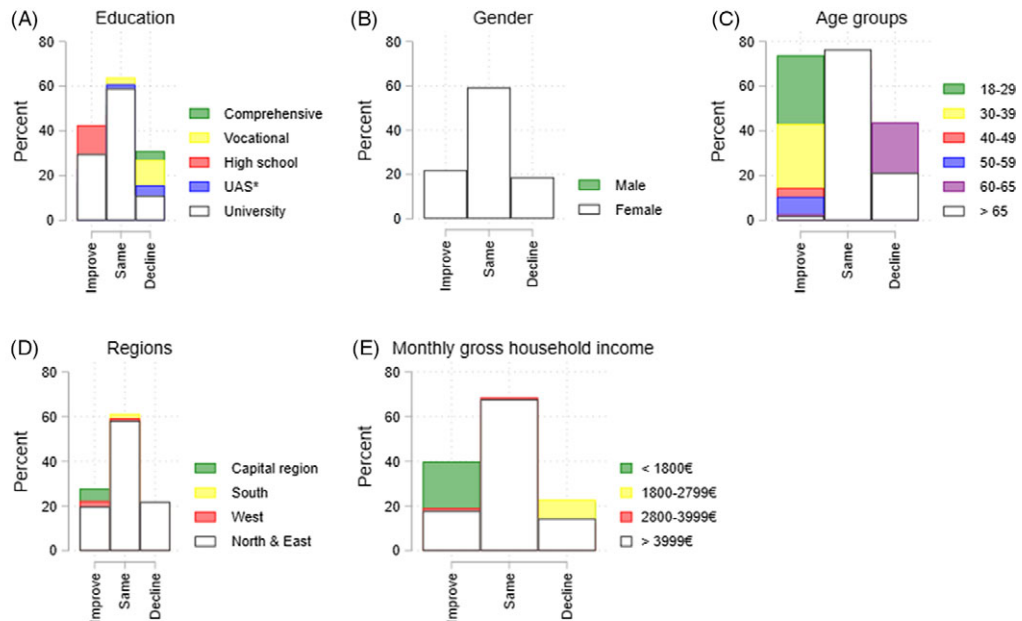 (A) Education
80
60
40
20
0
Percent
Improve
Same
Decline
Comprehensive
Vocational
High school
UAS*
University
(B) Gender
80
60
40
20
0
Percent
Improve
Same
Decline
Male
Female
(C) Age groups
80
60
40
20
0
Percent
Improve
Same
Decline
18-29
30-39
40-49
50-59
60-65
> 65
(D) Regions
80
60
40
20
0
Percent
Improve
Same
Decline
Capital region
South
West
North & East
(E) Monthly gross household income
80
60
40
20
0
Percent
Improve
Same
Decline
< 1800€
1800-2799€
2800-3999€
> 3999€